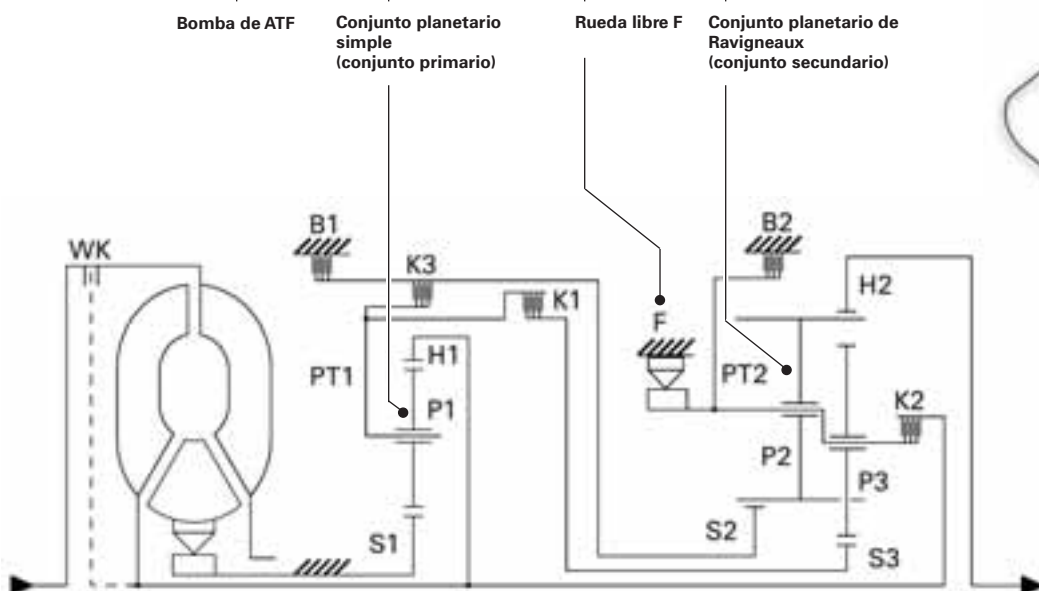 Bomba de ATF
Conjunto planetario
simple
(conjunto primario)
Rueda libre F
Conjunto planetario de
Ravigneaux
(conjunto secundario)
B1
B2
WK
K3
K1
H2
F
H1
PT1
PT2
P1
K2
P2
P3
S1
S2
S3